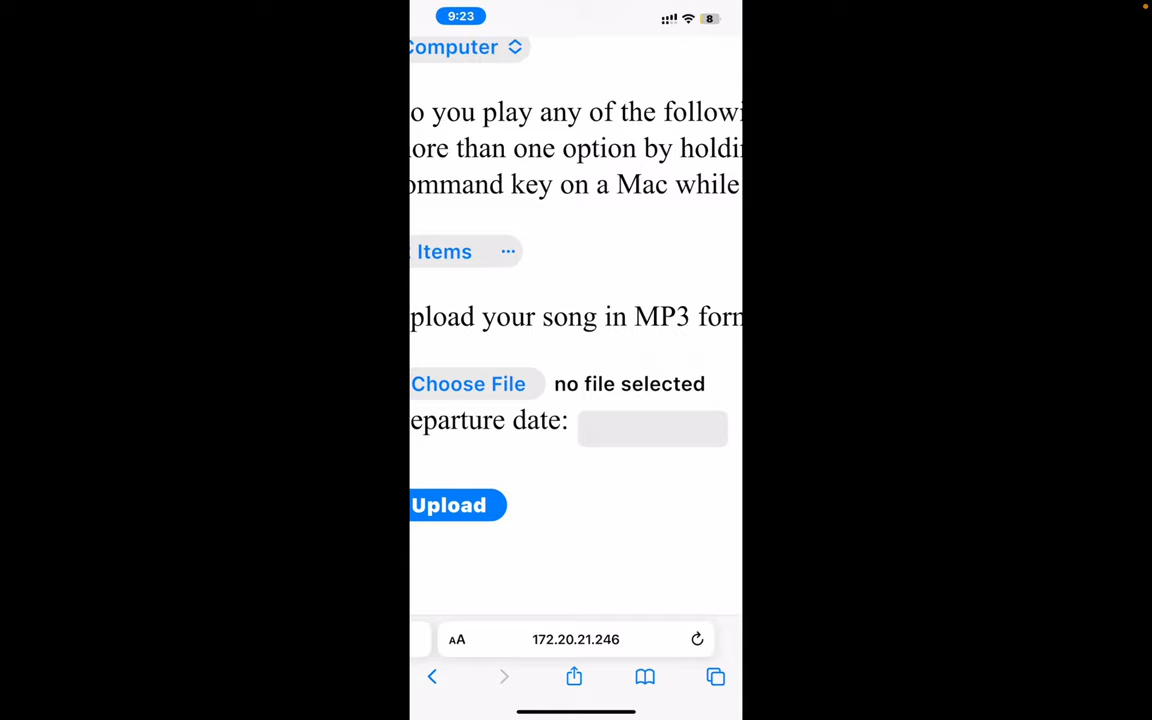 9:23
8
Computer
o you play any of the followi
ore than one option by holdi
ommand key on a Mac while
Items
pload your song in MP3 form
Choose File no file selected
eparture date:
Upload
AA 172.20.21.246